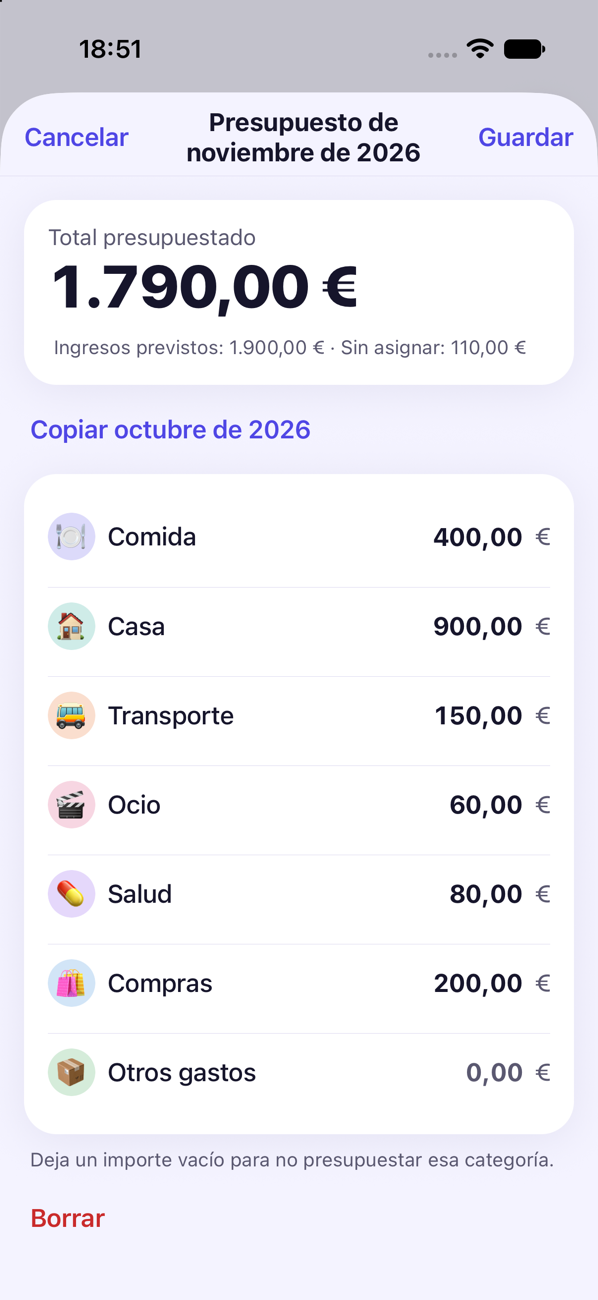 18:51
Cancelar
Presupuesto de
noviembre de 2026
Guardar
Total presupuestado
1.790,00 €
Ingresos previstos: 1.900,00 € · Sin asignar: 110,00 €
Copiar octubre de 2026
Comida 400,00 €
Casa 900,00 €
Transporte 150,00 €
Ocio 60,00 €
Salud 80,00 €
Compras 200,00 €
Otros gastos 0,00 €
Deja un importe vacío para no presupuestar esa categoría.
Borrar